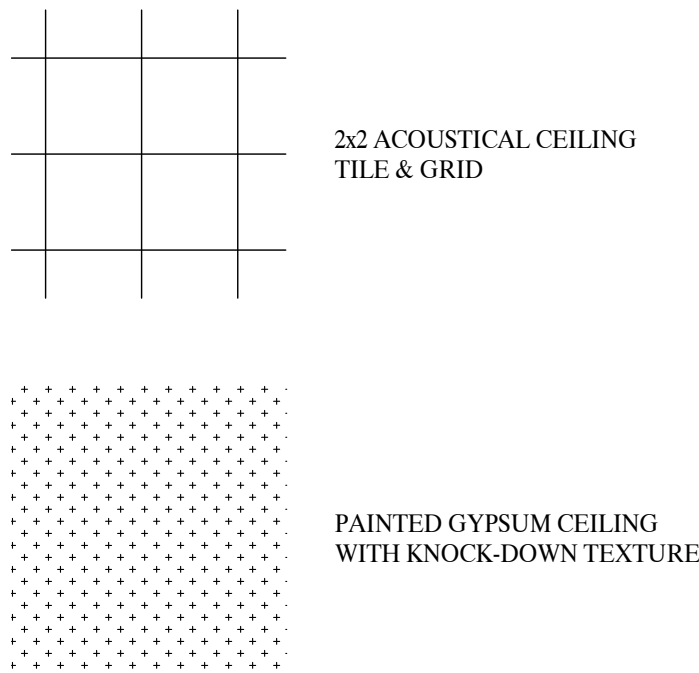 2x2 ACOUSTICAL CEILING
TILE & GRID
PAINTED GYPSUM CEILING
WITH KNOCK-DOWN TEXTURE